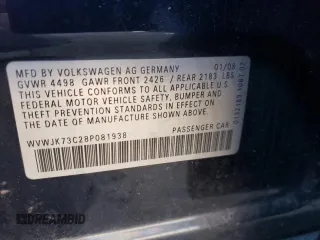 MFD BY VOLKSWAGEN AG GERMANY 01/08
GVWR 4498 GAWR FRONT 2426 / REAR 2183 LBS
THIS VEHICLE CONFORMS TO ALL APPLICABLE US
FEDERAL MOTOR VEHICLE SAFETY, BUMPER, AND
THEFT PREVENTION STANDARDS IN EFFECT ON
THE DATE OF MANUFACTURE SHOWN ABOVE
WVWJK73C28P081938 PASSENGER CAR
DREAMBID